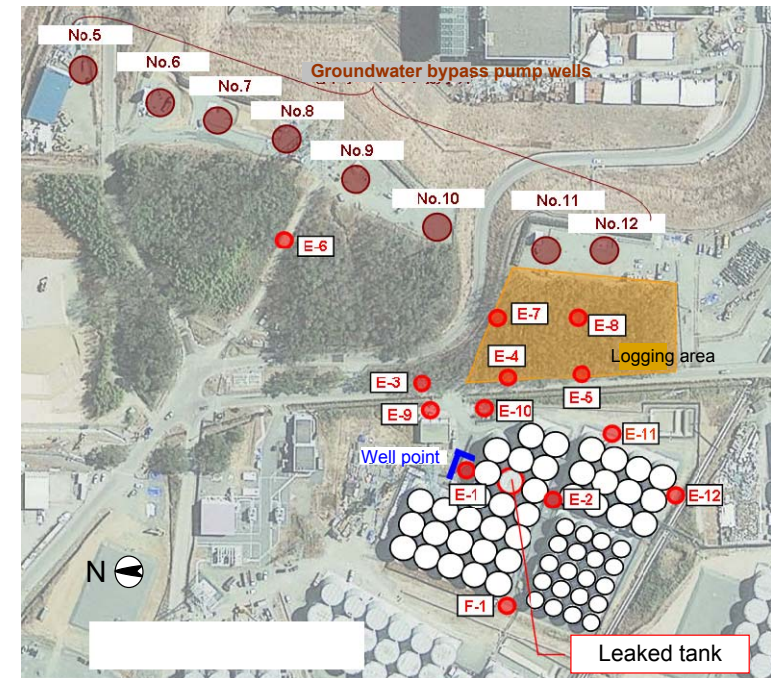 No.5
No.6
No.7
Groundwater bypass pump wells
No.8
No.9
No.10
No.11
No.12
E-6
E-7
E-8
E-4
Logging area
E-3
E-5
E-9
E-10
E-11
Well point
E-1
E-2
E-12
N
F-1
Leaked tank